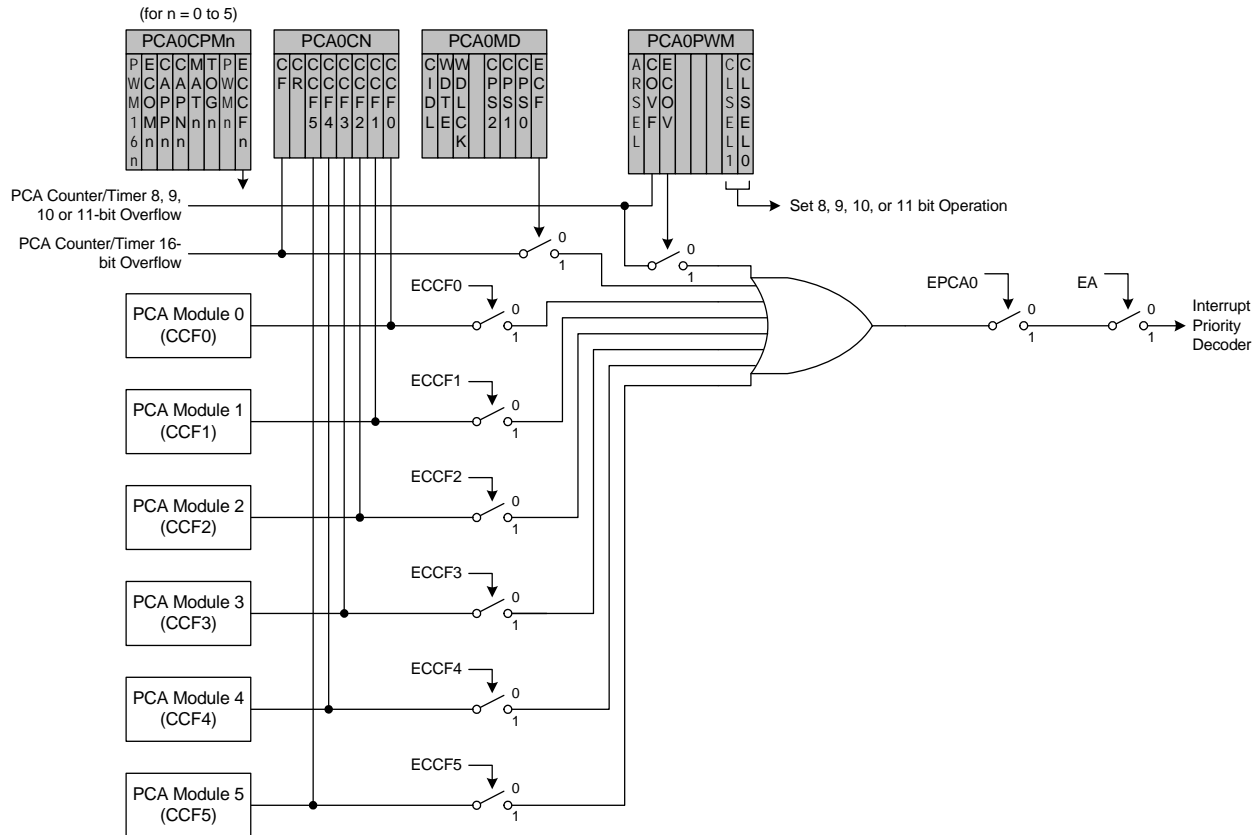 (for n = 0 to 5)
PCA0CPMn
PWM16n
ECOMn
CAPPn
CAPNn
MATn
TOGn
PWMn
ECCFn
PCA0CN
CF
CR
CCF5
CCF4
CCF3
CCF2
CCF1
CCF0
PCA0MD
CIDL
WDTE
WDLCK
CPS2
CPS1
CPS0
ECF
PCA0PWM
ARSEL
COVF
ECOV
CLSEL1
CLSEL0
PCA Counter/Timer 8, 9,
10 or 11-bit Overflow
Set 8, 9, 10, or 11 bit Operation
PCA Counter/Timer 16-
bit Overflow
0
1
0
1
PCA Module 0
(CCF0)
ECCF0
0
1
EPCA0
0
1
EA
0
1
Interrupt
Priority
Decoder
PCA Module 1
(CCF1)
ECCF1
0
1
PCA Module 2
(CCF2)
ECCF2
0
1
PCA Module 3
(CCF3)
ECCF3
0
1
PCA Module 4
(CCF4)
ECCF4
0
1
PCA Module 5
(CCF5)
ECCF5
0
1